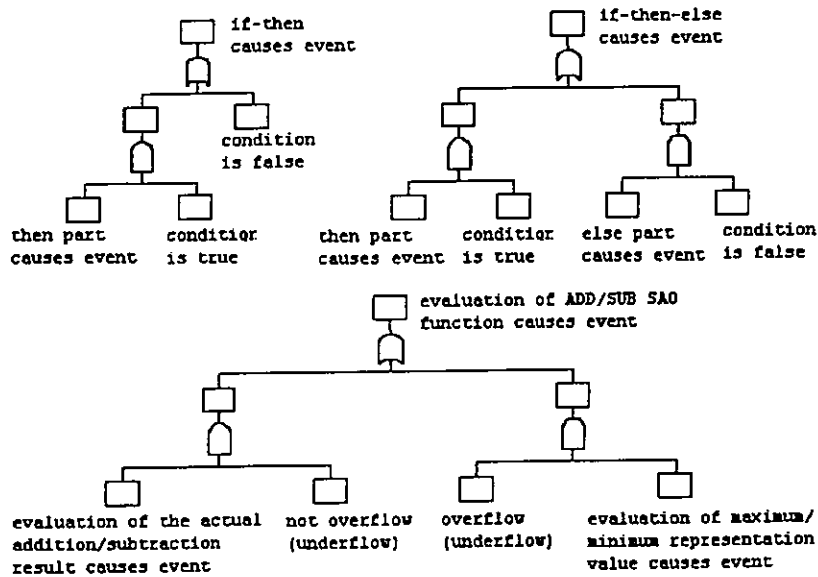 if-then
causes event
if-then-else
causes event
condition
is false
then part
causes event
condition
is true
then part
causes event
condition
is true
else part
causes event
condition
is false
evaluation of ADD/SUB SAO
function causes event
evaluation of the actual
addition/subtraction
result causes event
not overflow
(underflow)
overflow
(underflow)
evaluation of maximum/
minimum representation
value causes event